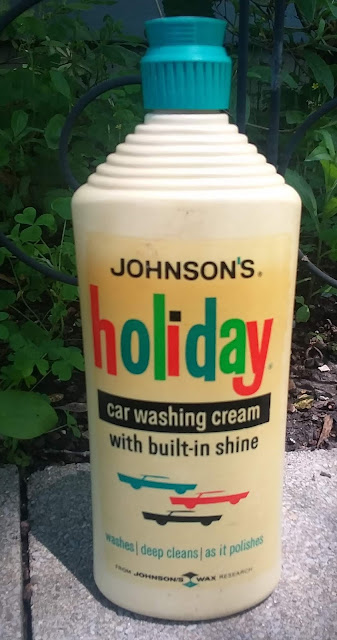 JOHNSON'S®
holiday®
car washing cream
with built-in shine
washes | deep cleans | as it polishes
FROM JOHNSON'S WAX RESEARCH